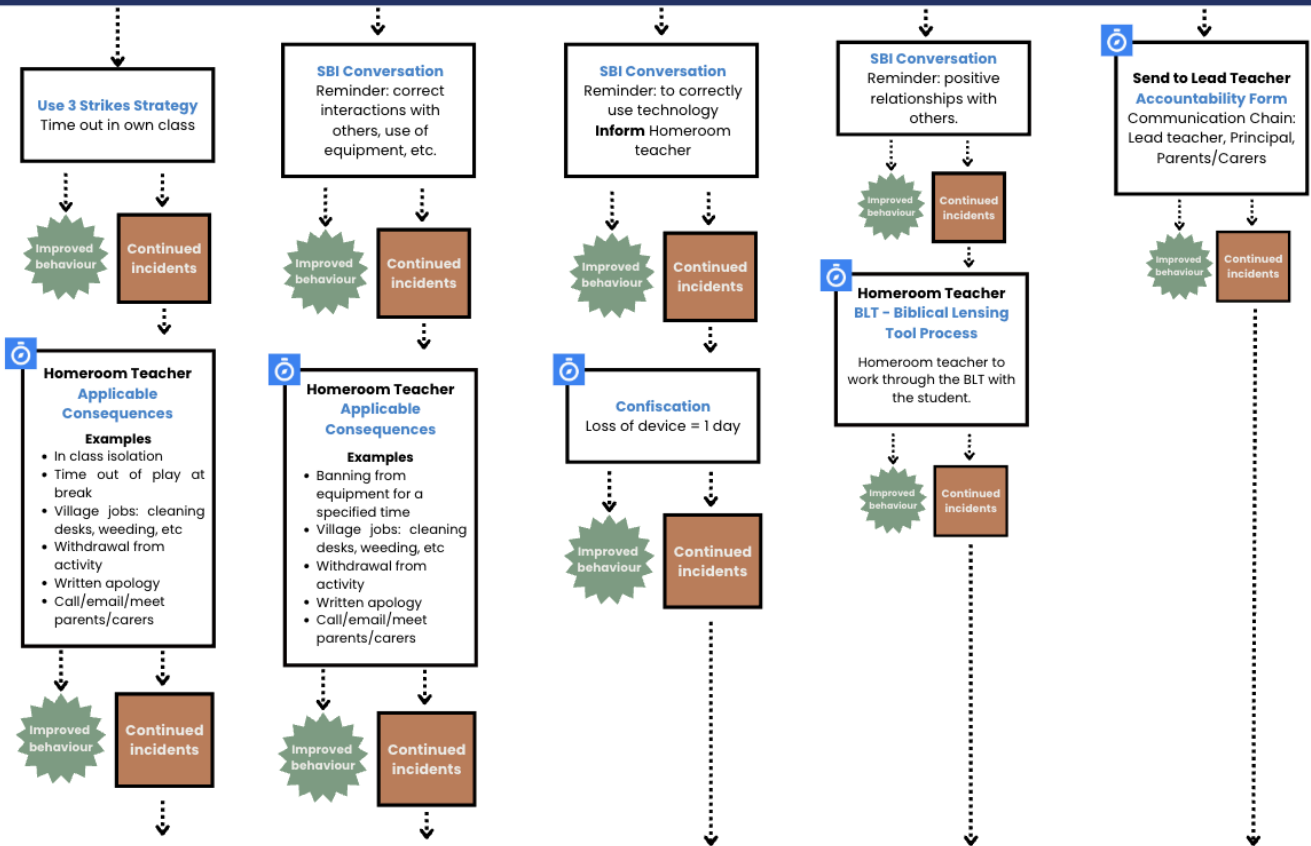 Use 3 Strikes Strategy
Time out in own class
Improved
behaviour
Continued
incidents
Homeroom Teacher
Applicable
Consequences
Examples
• In class isolation
• Time out of play at
break
• Village jobs: cleaning
desks, weeding, etc
• Withdrawal from
activity
• Written apology
• Call/email/meet
parents/carers
Improved
behaviour
Continued
incidents
SBI Conversation
Reminder: correct
interactions with
others, use of
equipment, etc.
Improved
behaviour
Continued
incidents
Homeroom Teacher
Applicable
Consequences
Examples
• Banning from
equipment for a
specified time
• Village jobs: cleaning
desks, weeding, etc
• Withdrawal from
activity
• Written apology
• Call/email/meet
parents/carers
Improved
behaviour
Continued
incidents
SBI Conversation
Reminder: to correctly
use technology
Inform Homeroom
teacher
Improved
behaviour
Continued
incidents
Confiscation
Loss of device = 1 day
Improved
behaviour
Continued
incidents
SBI Conversation
Reminder: positive
relationships with
others.
Improved
behaviour
Continued
incidents
Homeroom Teacher
BLT - Biblical Lensing
Tool Process
Homeroom teacher to
work through the BLT with
the student.
Improved
behaviour
Continued
incidents
Send to Lead Teacher
Accountability Form
Communication Chain:
Lead teacher, Principal,
Parents/Carers
Improved
behaviour
Continued
incidents